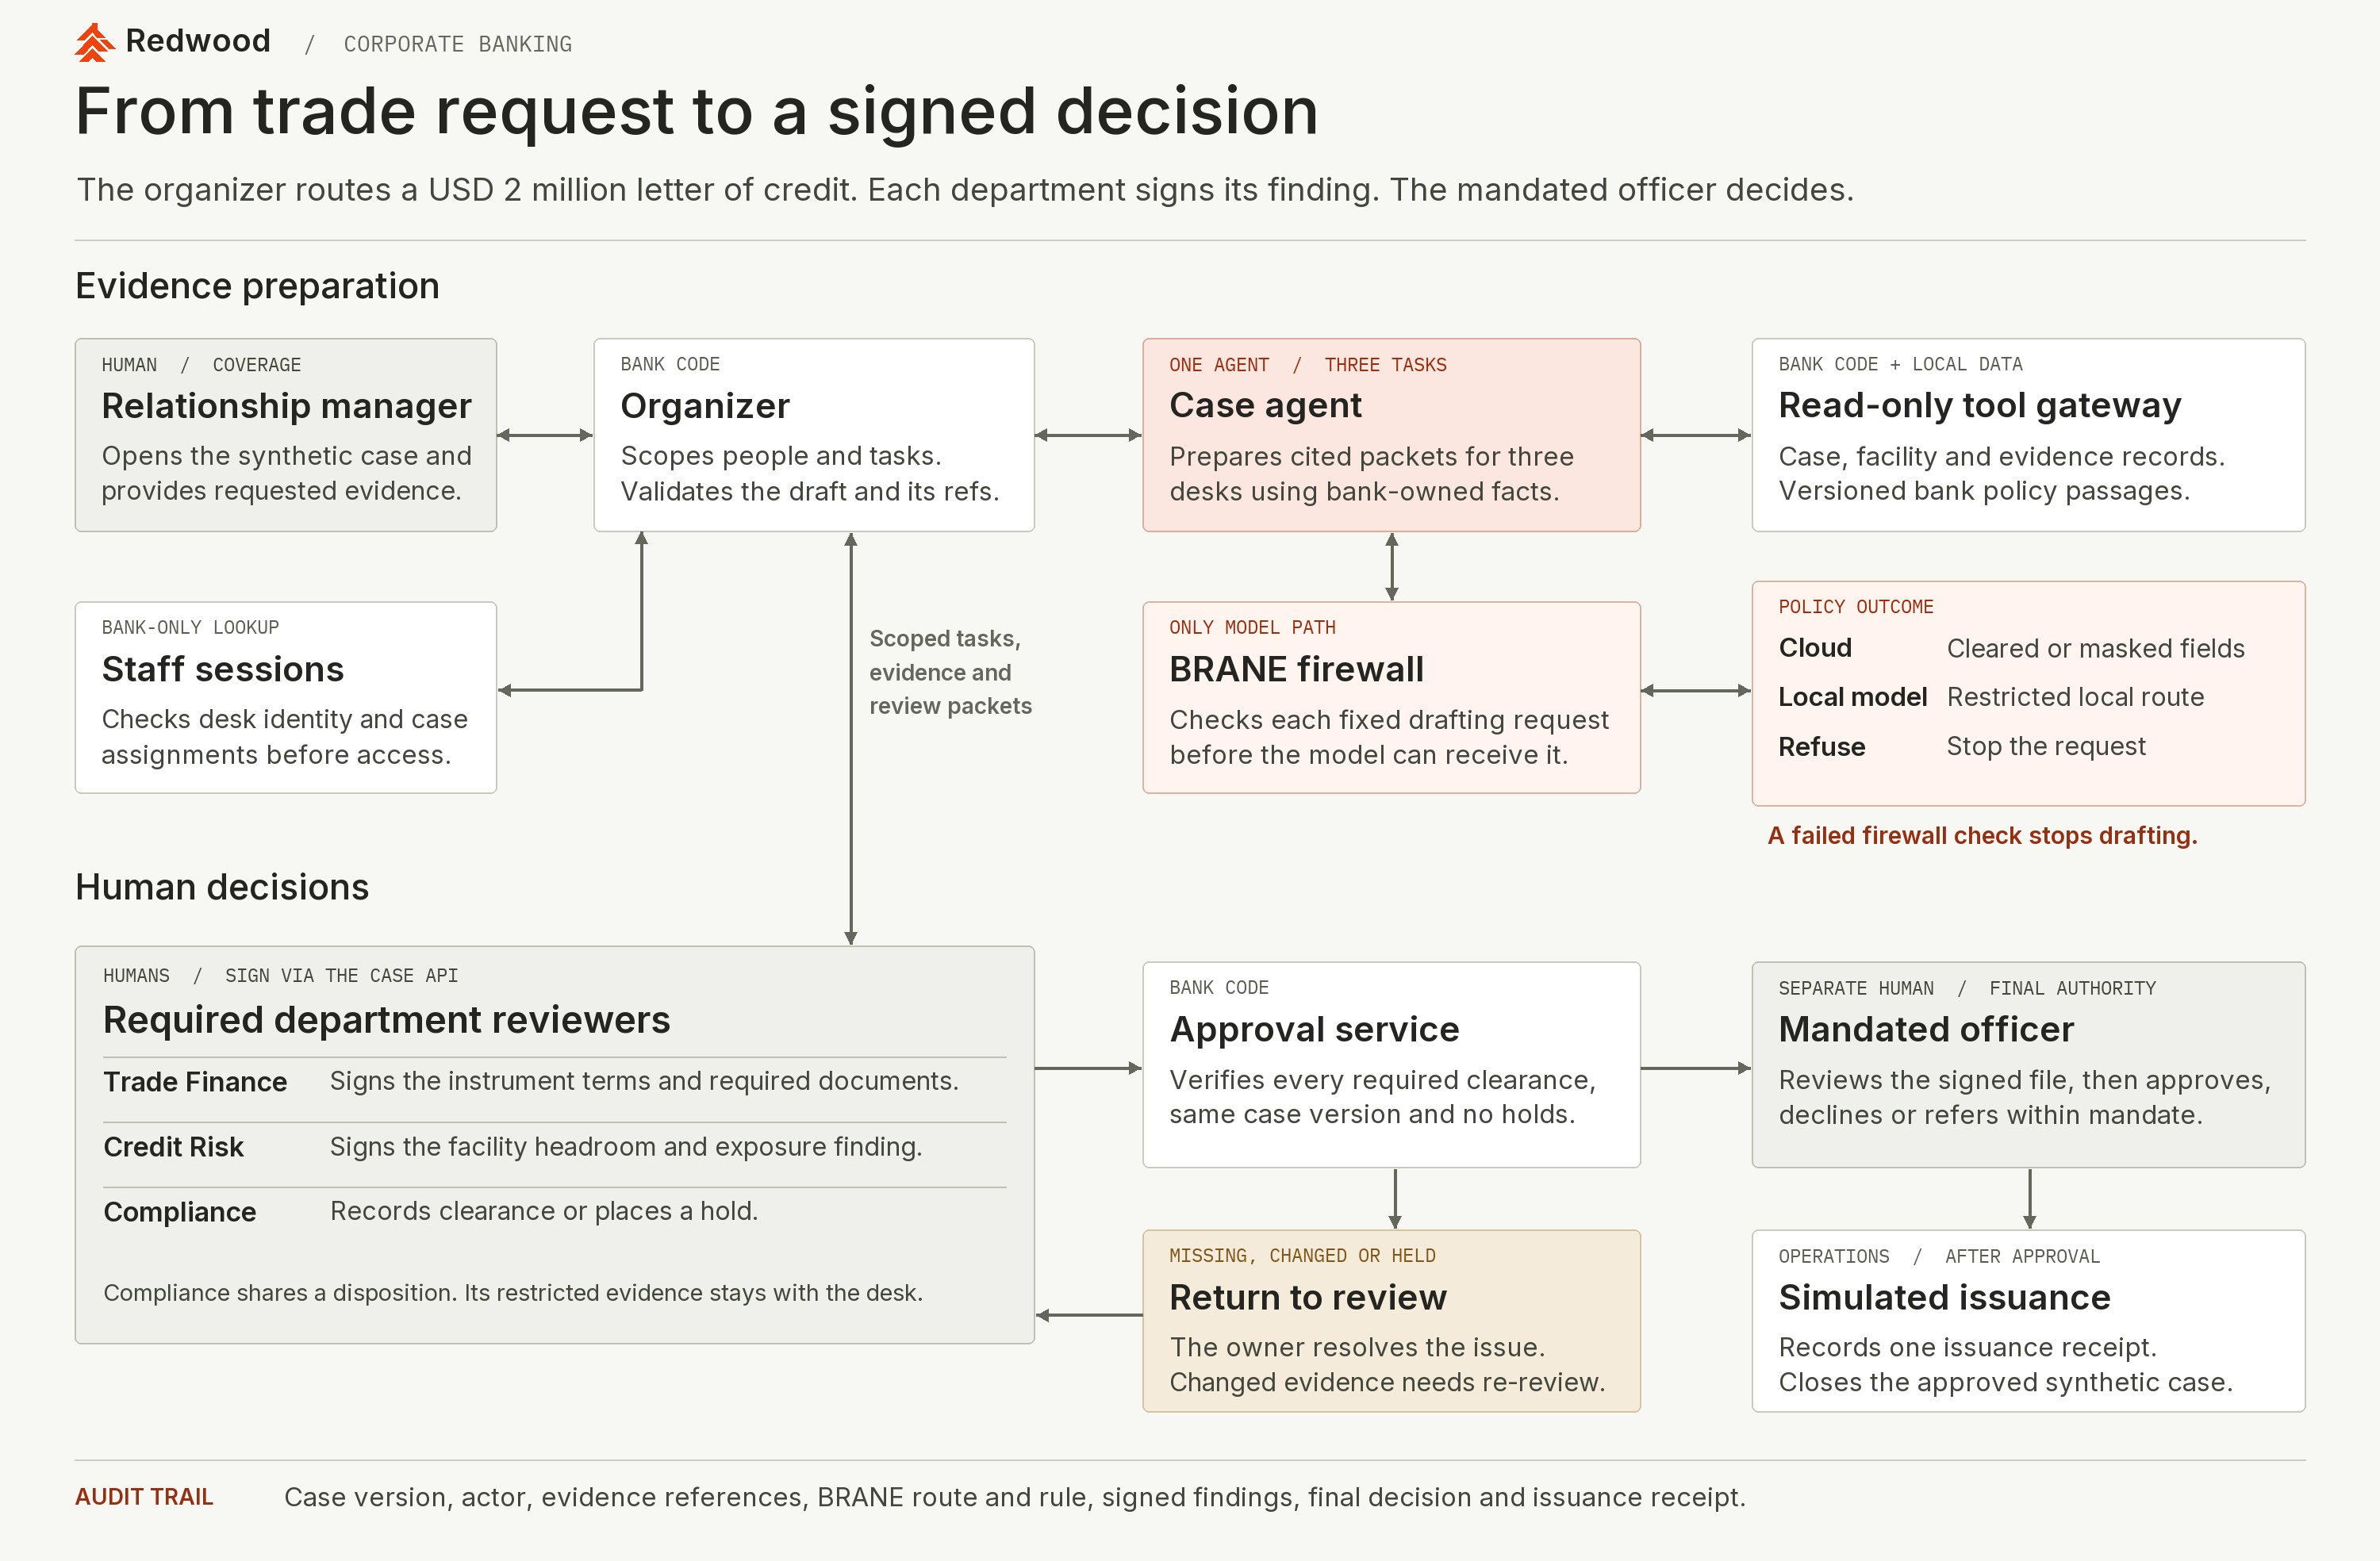 Redwood / CORPORATE BANKING
From trade request to a signed decision
The organizer routes a USD 2 million letter of credit. Each department signs its finding. The mandated officer decides.
Evidence preparation
HUMAN / COVERAGE
Relationship manager
Opens the synthetic case and
provides requested evidence.
BANK CODE
Organizer
Scopes people and tasks.
Validates the draft and its refs.
ONE AGENT / THREE TASKS
Case agent
Prepares cited packets for three
desks using bank-owned facts.
BANK CODE + LOCAL DATA
Read-only tool gateway
Case, facility and evidence records.
Versioned bank policy passages.
BANK-ONLY LOOKUP
Staff sessions
Checks desk identity and case
assignments before access.
Scoped tasks,
evidence and
review packets
ONLY MODEL PATH
BRANE firewall
Checks each fixed drafting request
before the model can receive it.
POLICY OUTCOME
Cloud Cleared or masked fields
Local model Restricted local route
Refuse Stop the request
A failed firewall check stops drafting.
Human decisions
HUMANS / SIGN VIA THE CASE API
Required department reviewers
Trade Finance Signs the instrument terms and required documents.
Credit Risk Signs the facility headroom and exposure finding.
Compliance Records clearance or places a hold.
Compliance shares a disposition. Its restricted evidence stays with the desk.
BANK CODE
Approval service
Verifies every required clearance,
same case version and no holds.
SEPARATE HUMAN / FINAL AUTHORITY
Mandated officer
Reviews the signed file, then approves,
declines or refers within mandate.
MISSING, CHANGED OR HELD
Return to review
The owner resolves the issue.
Changed evidence needs re-review.
OPERATIONS / AFTER APPROVAL
Simulated issuance
Records one issuance receipt.
Closes the approved synthetic case.
AUDIT TRAIL Case version, actor, evidence references, BRANE route and rule, signed findings, final decision and issuance receipt.